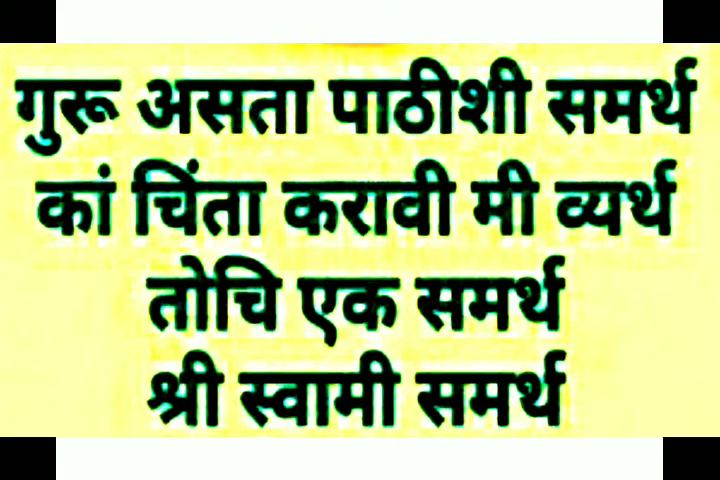 गुरू असता पाठीशी समर्थ
कां चिंता करावी मी व्यर्थ
तोचि एक समर्थ
श्री स्वामी समर्थ